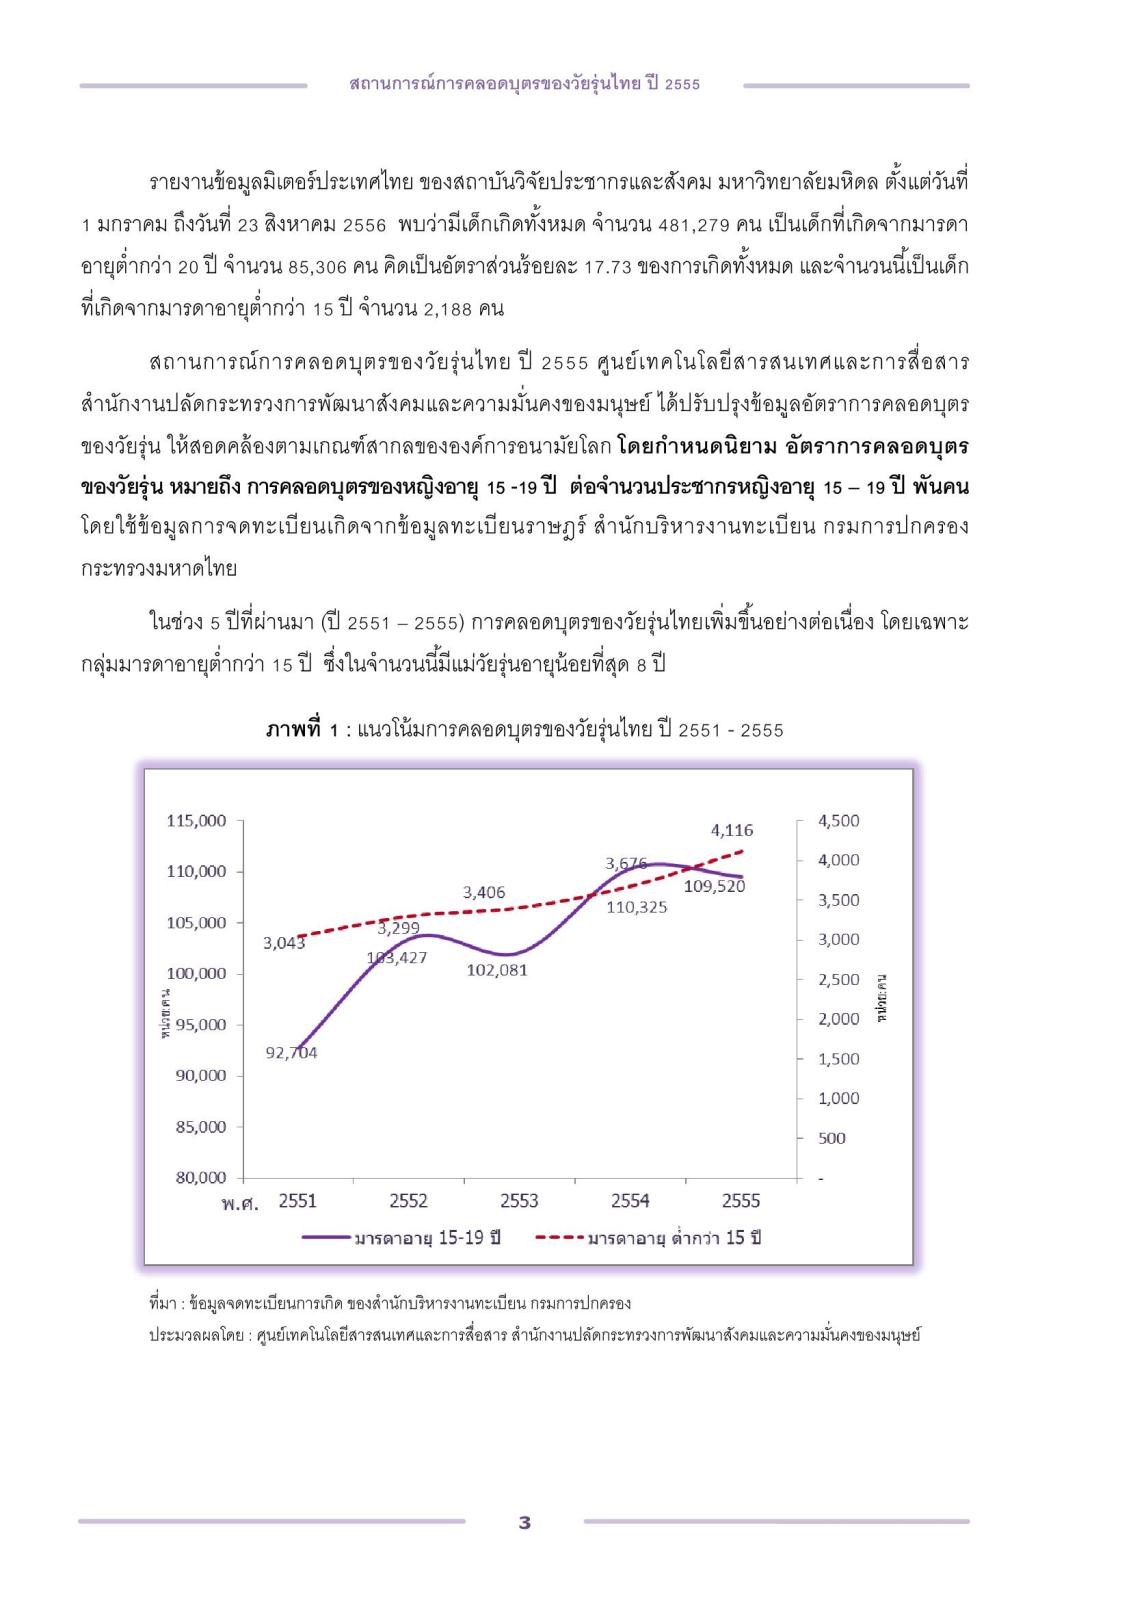 สถานการณ์การคลอดบุตรของวัยรุ่นไทย ปี 2555
รายงานข้อมูลมิเตอร์ประเทศไทย ของสถาบันวิจัยประชากรและสังคม มหาวิทยาลัยมหิดล ตั้งแต่วันที่
1 มกราคม ถึงวันที่ 23 สิงหาคม 2556 พบว่ามีเด็กเกิดทั้งหมด จำนวน 481,279 คน เป็นเด็กที่เกิดจากมารดา
อายุต่ำกว่า 20 ปี จำนวน 85,306 คน คิดเป็นอัตราส่วนร้อยละ 17.73 ของการเกิดทั้งหมด และจำนวนนี้เป็นเด็ก
ที่เกิดจากมารดาอายุต่ำกว่า 15 ปี จำนวน 2,188 คน
สถานการณ์การคลอดบุตรของวัยรุ่นไทย ปี 2555 ศูนย์เทคโนโลยีสารสนเทศและการสื่อสาร
สำนักงานปลัดกระทรวงการพัฒนาสังคมและความมั่นคงของมนุษย์ ได้ปรับปรุงข้อมูลอัตราการคลอดบุตร
ของวัยรุ่น ให้สอดคล้องตามเกณฑ์สากลขององค์การอนามัยโลก โดยกำหนดนิยาม อัตราการคลอดบุตร
ของวัยรุ่น หมายถึง การคลอดบุตรของหญิงอายุ 15 -19 ปี ต่อจำนวนประชากรหญิงอายุ 15 – 19 ปี พันคน
โดยใช้ข้อมูลการจดทะเบียนเกิดจากข้อมูลทะเบียนราษฎร์ สำนักบริหารงานทะเบียน กรมการปกครอง
กระทรวงมหาดไทย
ในช่วง 5 ปีที่ผ่านมา (ปี 2551 – 2555) การคลอดบุตรของวัยรุ่นไทยเพิ่มขึ้นอย่างต่อเนื่อง โดยเฉพาะ
กลุ่มมารดาอายุต่ำกว่า 15 ปี ซึ่งในจำนวนนี้มีแม่วัยรุ่นอายุน้อยที่สุด 8 ปี
ภาพที่ 1 : แนวโน้มการคลอดบุตรของวัยรุ่นไทย ปี 2551 - 2555
115,000
110,000
105,000
100,000
95,000
90,000
85,000
80,000
หน่วย:คน
3,043
3,299
3,406
3,676
4,116
92,704
103,427
102,081
110,325
109,520
4,500
4,000
3,500
3,000
2,500
2,000
1,500
1,000
500
-
หน่วย:คน
พ.ศ. 2551 2552 2553 2554 2555
มารดาอายุ 15-19 ปี มารดาอายุ ต่ำกว่า 15 ปี
ที่มา : ข้อมูลจดทะเบียนการเกิด ของสำนักบริหารงานทะเบียน กรมการปกครอง
ประมวลผลโดย : ศูนย์เทคโนโลยีสารสนเทศและการสื่อสาร สำนักงานปลัดกระทรวงการพัฒนาสังคมและความมั่นคงของมนุษย์
3